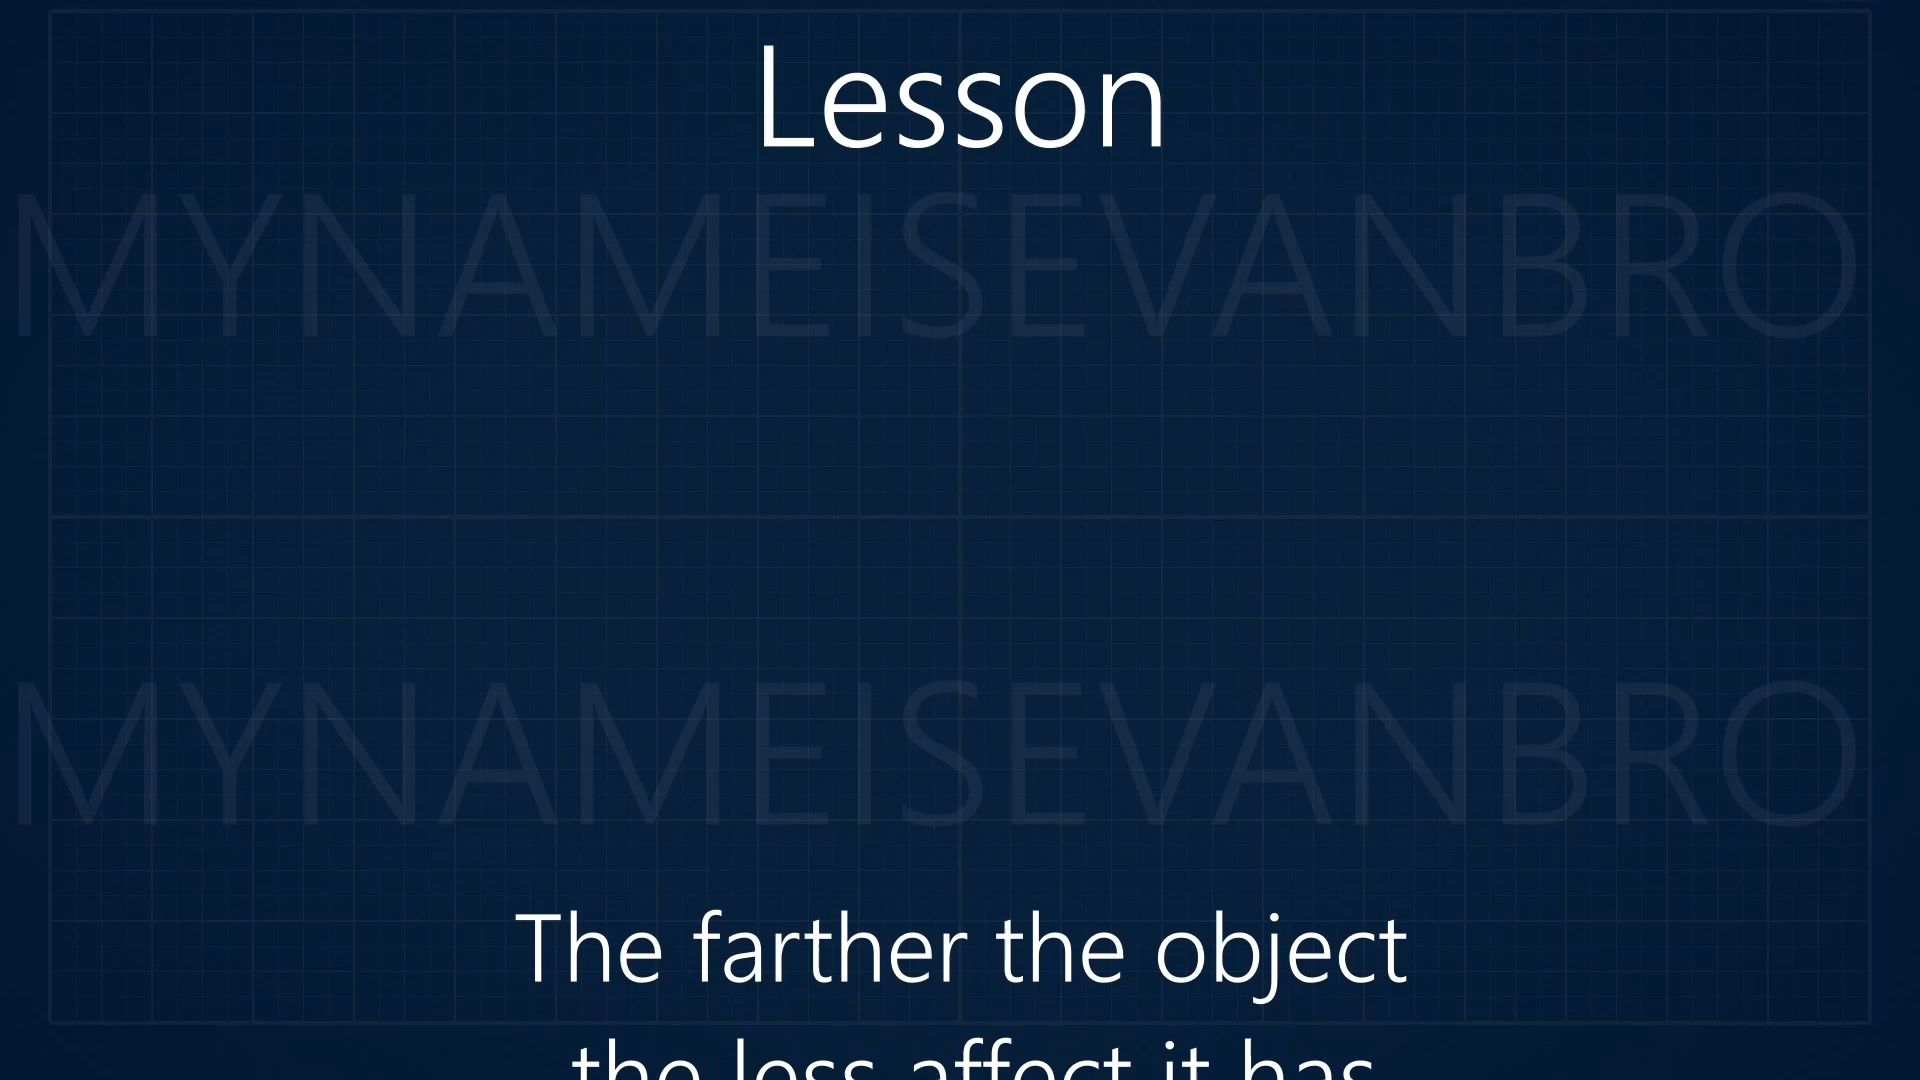 Lesson
MYNAMEISEVANBRO
MYNAMEISEVANBRO
The farther the object
the less affect it has